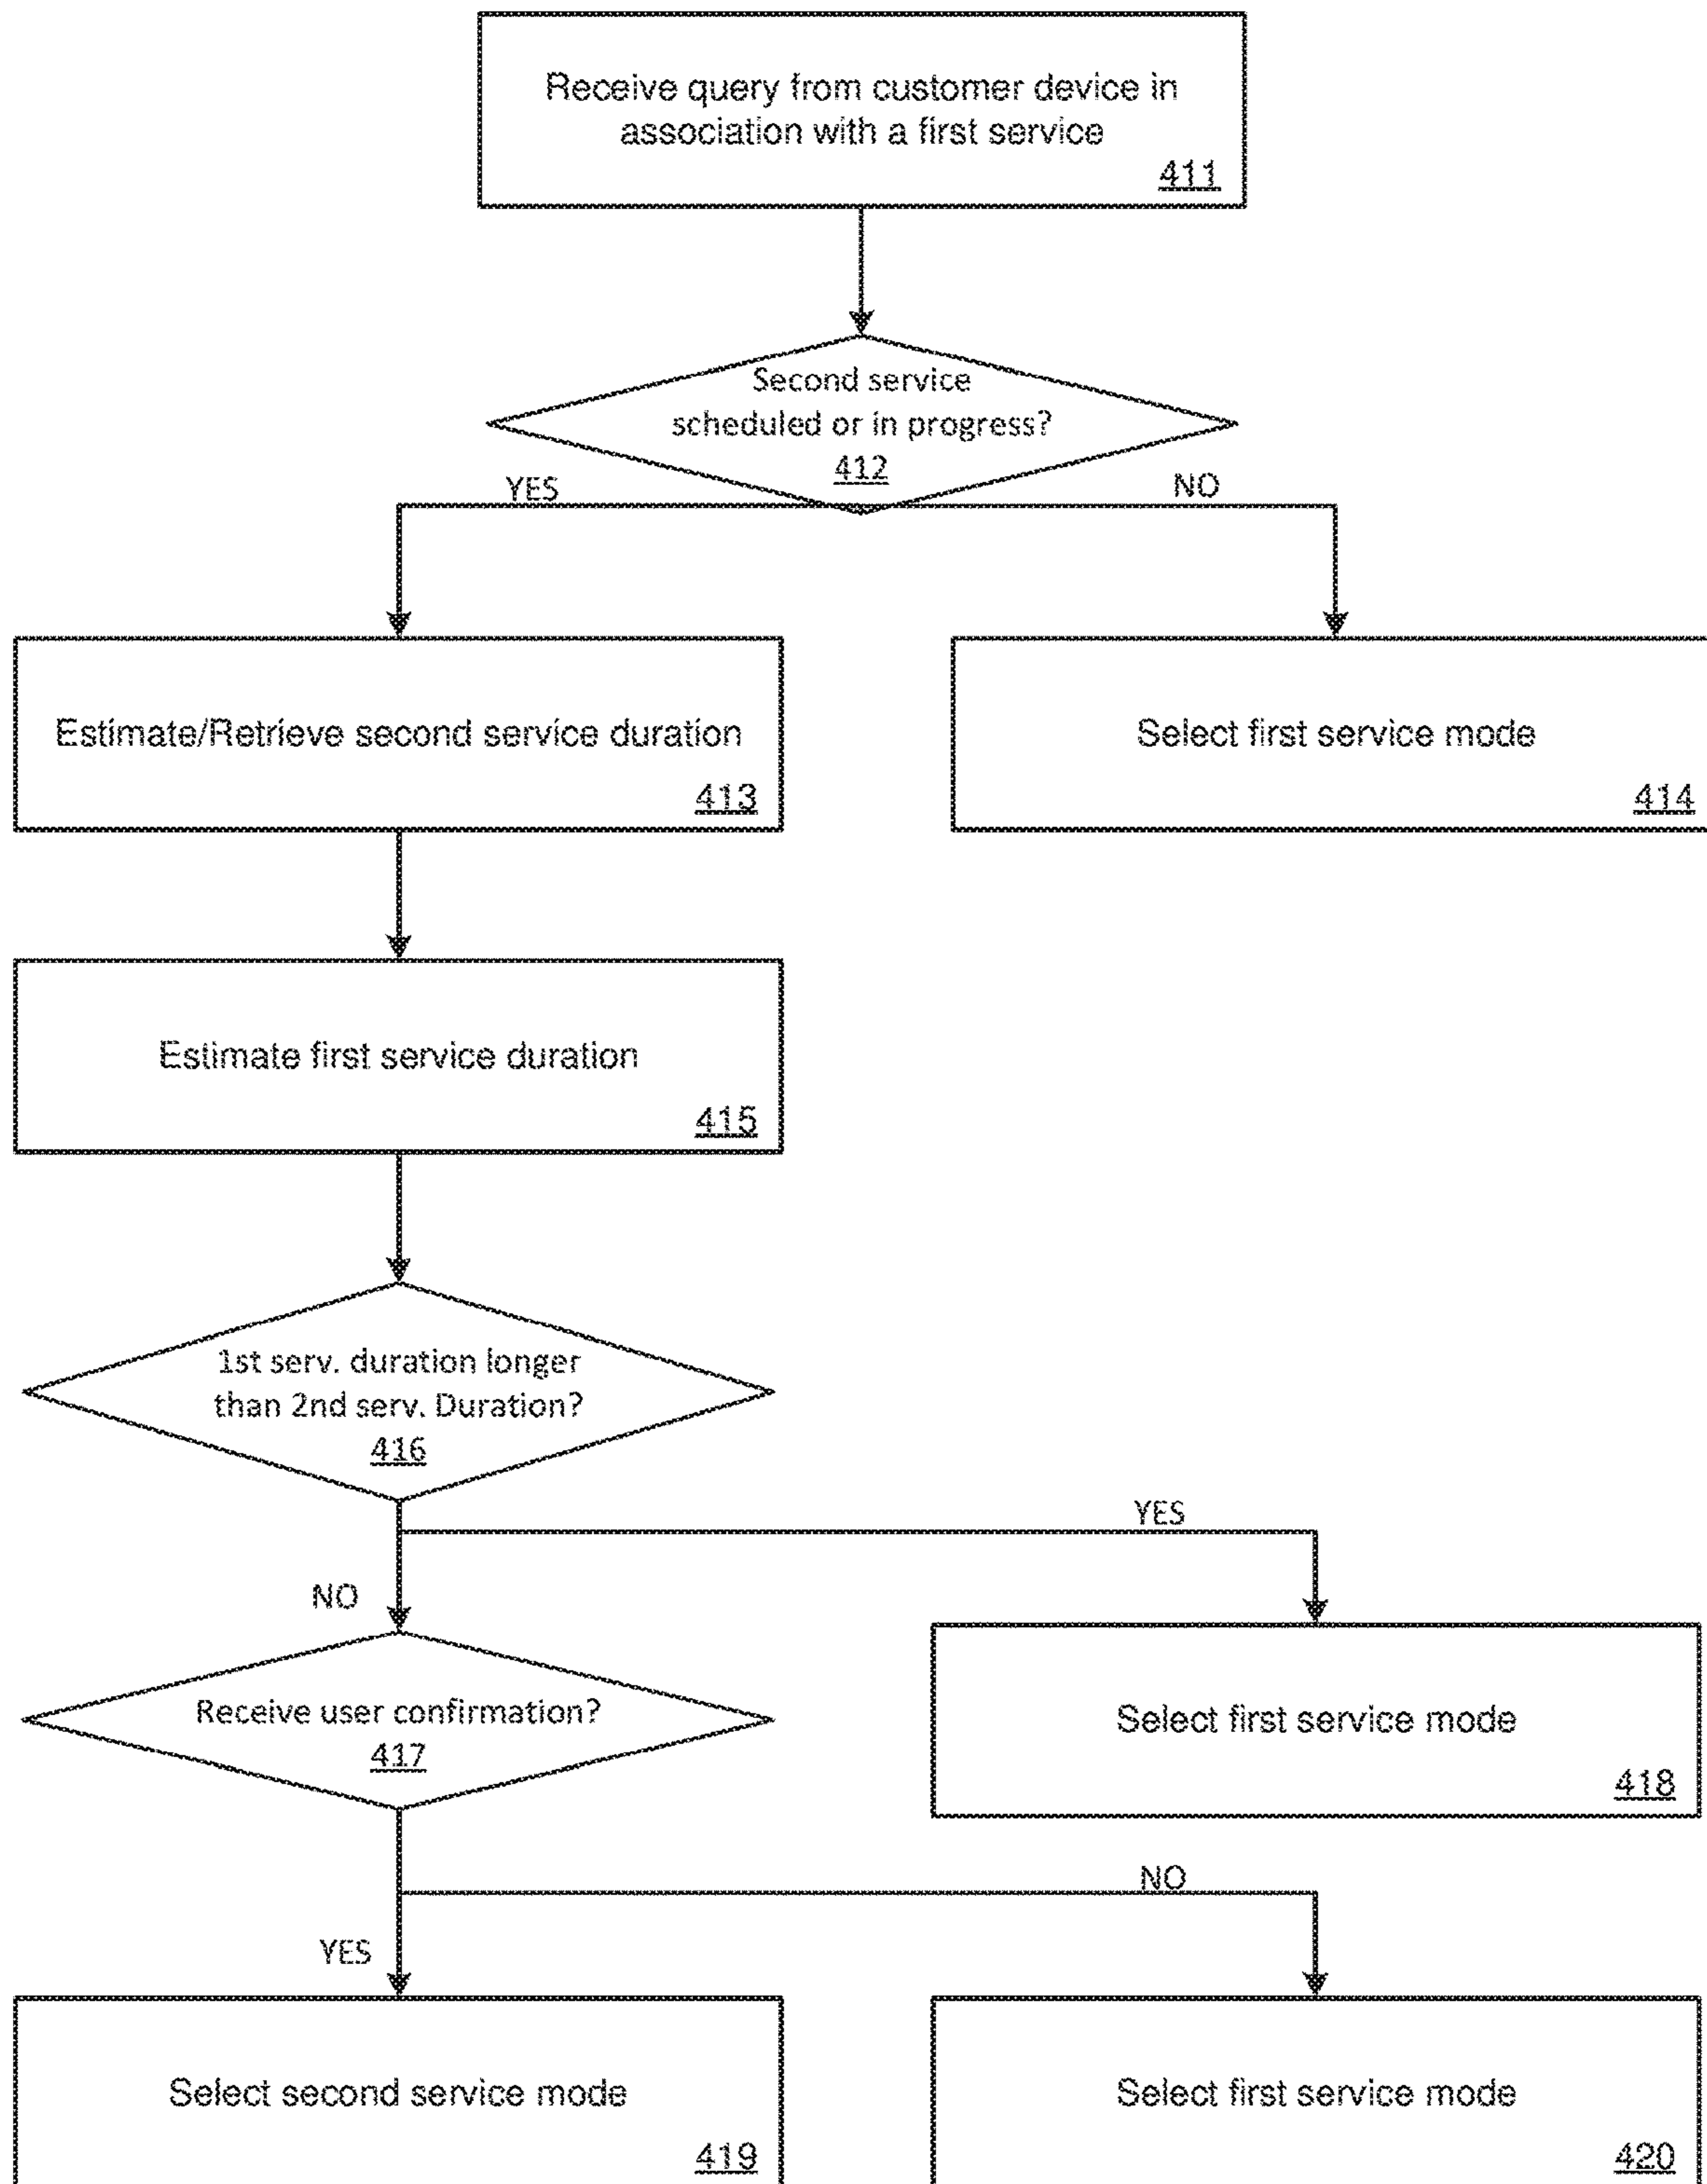 Receive query from customer device in
association with a first service
411
Second service
scheduled or in progress?
412
YES
NO
Estimate/Retrieve second service duration
413
Select first service mode
414
Estimate first service duration
415
1st serv. duration longer
than 2nd serv. Duration?
416
YES
NO
Receive user confirmation?
417
Select first service mode
418
NO
YES
Select second service mode
419
Select first service mode
420